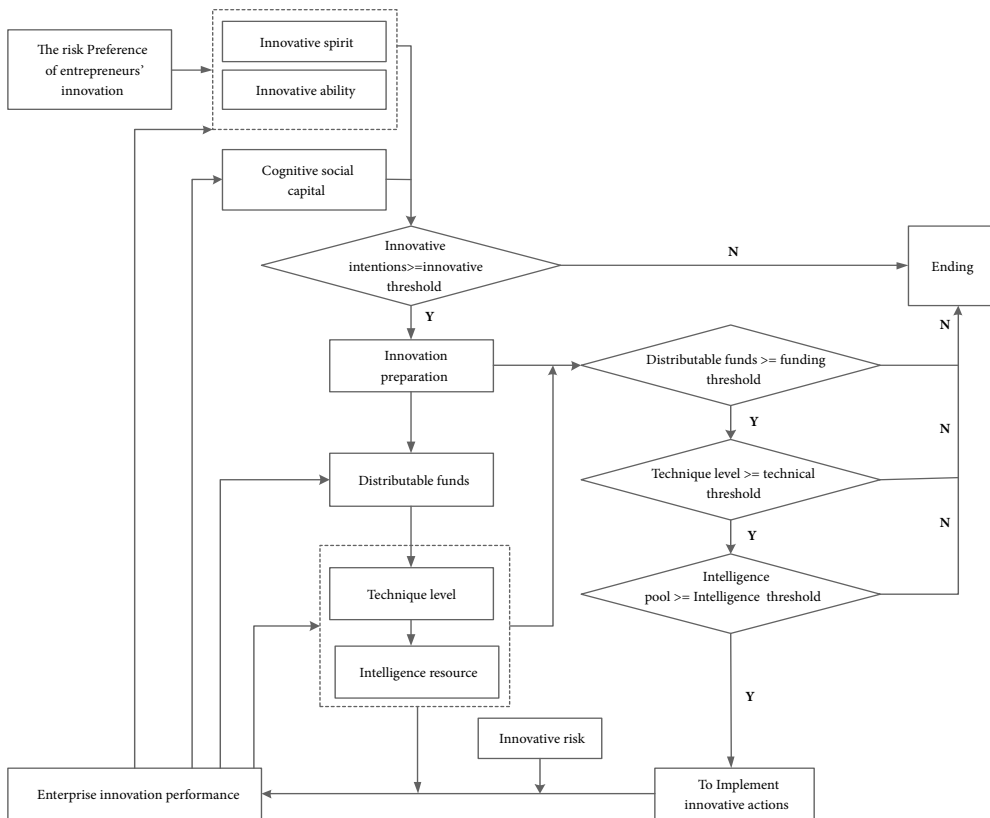 The risk Preference
of entrepreneurs'
innovation
Innovative spirit
Innovative ability
Cognitive social
capital
Innovative
intentions>=innovative
threshold
N
Ending
Y
N
Innovation
preparation
Distributable funds >= funding
threshold
Y
N
Distributable funds
Technique level >= technical
threshold
Y
N
Technique level
Intelligence
pool >= Intelligence threshold
Intelligence resource
Y
Innovative risk
Enterprise innovation performance
To Implement
innovative actions